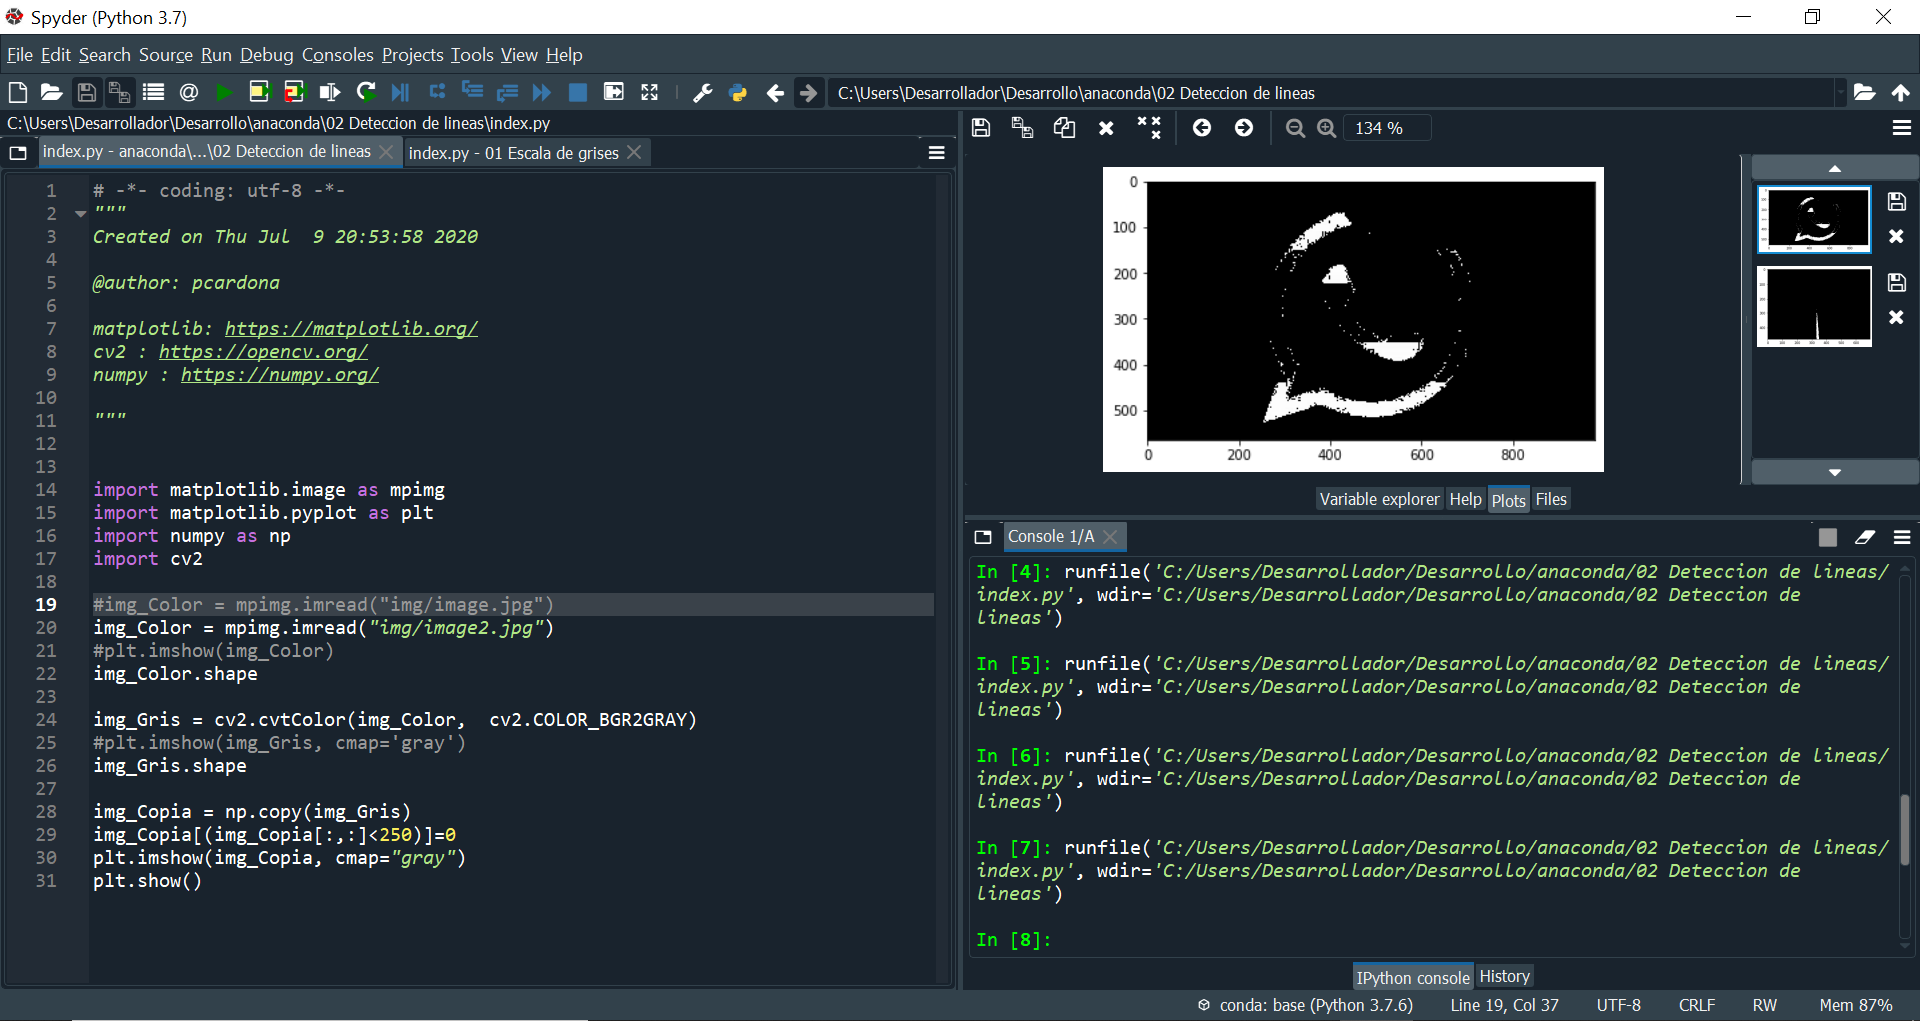 Spyder (Python 3.7)
File Edit Search Source Run Debug Consoles Projects Tools View Help
C:\Users\Desarrollador\Desarrollo\anaconda\02 Deteccion de lineas
C:\Users\Desarrollador\Desarrollo\anaconda\02 Deteccion de lineas\index.py
index.py - anaconda\...\02 Deteccion de lineas
index.py - 01 Escala de grises
1 # -*- coding: utf-8 -*-
2 """
3 Created on Thu Jul  9 20:53:58 2020
4
5 @author: pcardona
6
7 matplotlib: https://matplotlib.org/
8 cv2 : https://opencv.org/
9 numpy : https://numpy.org/
10
11 """
12
13
14 import matplotlib.image as mpimg
15 import matplotlib.pyplot as plt
16 import numpy as np
17 import cv2
18
19 #img_Color = mpimg.imread("img/image.jpg")
20 img_Color = mpimg.imread("img/image2.jpg")
21 #plt.imshow(img_Color)
22 img_Color.shape
23
24 img_Gris = cv2.cvtColor(img_Color,  cv2.COLOR_BGR2GRAY)
25 #plt.imshow(img_Gris, cmap='gray')
26 img_Gris.shape
27
28 img_Copia = np.copy(img_Gris)
29 img_Copia[(img_Copia[:,:]<250)]=0
30 plt.imshow(img_Copia, cmap="gray")
31 plt.show()
134 %
0
100
200
300
400
500
0 200 400 600 800
Variable explorer Help Plots Files
Console 1/A
In [4]: runfile('C:/Users/Desarrollador/Desarrollo/anaconda/02 Deteccion de lineas/
index.py', wdir='C:/Users/Desarrollador/Desarrollo/anaconda/02 Deteccion de
lineas')
In [5]: runfile('C:/Users/Desarrollador/Desarrollo/anaconda/02 Deteccion de lineas/
index.py', wdir='C:/Users/Desarrollador/Desarrollo/anaconda/02 Deteccion de
lineas')
In [6]: runfile('C:/Users/Desarrollador/Desarrollo/anaconda/02 Deteccion de lineas/
index.py', wdir='C:/Users/Desarrollador/Desarrollo/anaconda/02 Deteccion de
lineas')
In [7]: runfile('C:/Users/Desarrollador/Desarrollo/anaconda/02 Deteccion de lineas/
index.py', wdir='C:/Users/Desarrollador/Desarrollo/anaconda/02 Deteccion de
lineas')
In [8]:
IPython console History
conda: base (Python 3.7.6) Line 19, Col 37 UTF-8 CRLF RW Mem 87%